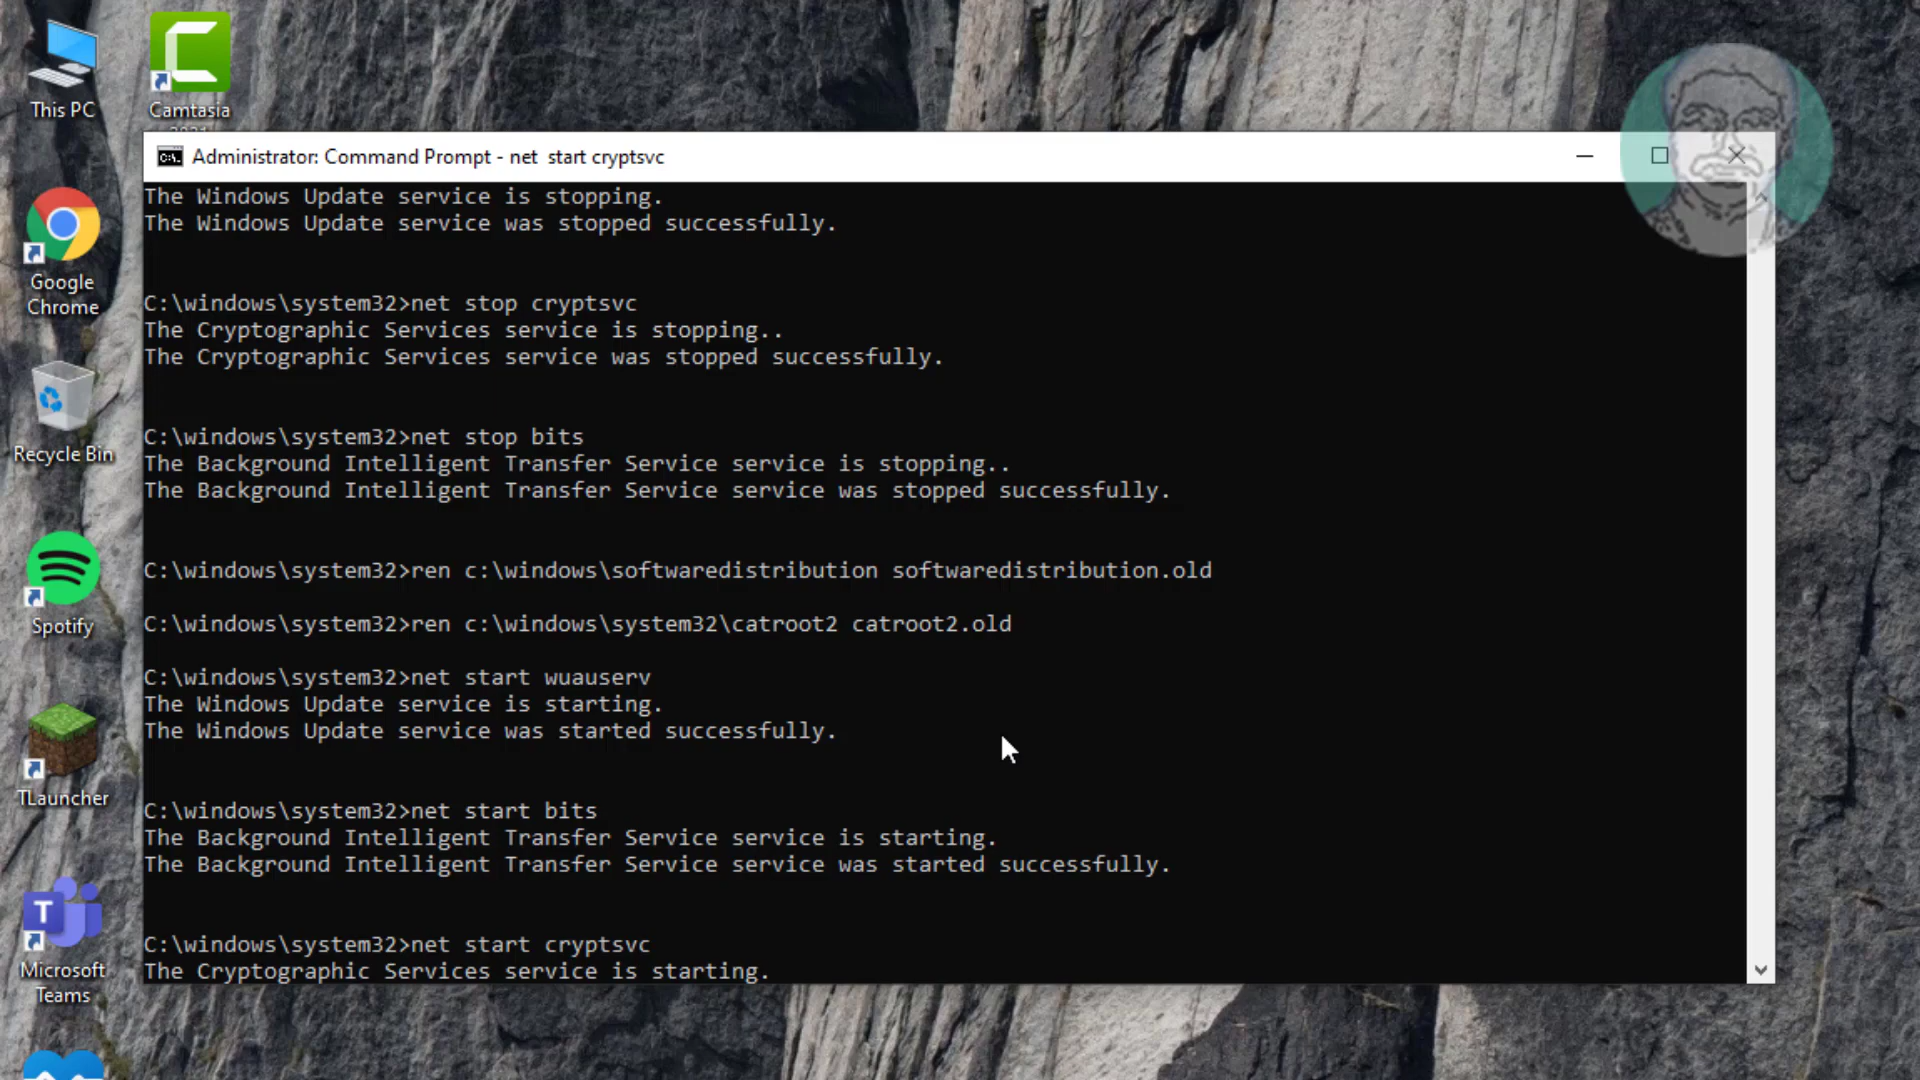 This PC
Camtasia
Administrator: Command Prompt - net  start cryptsvc
The Windows Update service is stopping.
The Windows Update service was stopped successfully.
C:\windows\system32>net stop cryptsvc
The Cryptographic Services service is stopping..
The Cryptographic Services service was stopped successfully.
C:\windows\system32>net stop bits
The Background Intelligent Transfer Service service is stopping..
The Background Intelligent Transfer Service service was stopped successfully.
C:\windows\system32>ren c:\windows\softwaredistribution softwaredistribution.old
C:\windows\system32>ren c:\windows\system32\catroot2 catroot2.old
C:\windows\system32>net start wuauserv
The Windows Update service is starting.
The Windows Update service was started successfully.
C:\windows\system32>net start bits
The Background Intelligent Transfer Service service is starting.
The Background Intelligent Transfer Service service was started successfully.
C:\windows\system32>net start cryptsvc
The Cryptographic Services service is starting.
Google
Chrome
Recycle Bin
Spotify
TLauncher
Microsoft
Teams